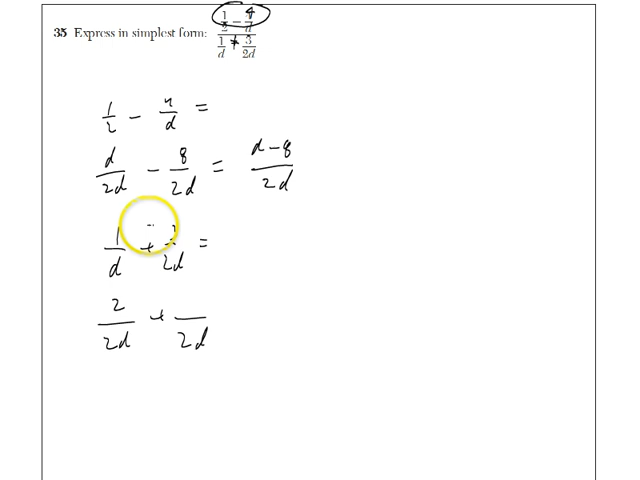 35 Express in simplest form: (1/2 - 4/d) / (1/d + 3/2d)
1/2 - 4/d =
d/2d - 8/2d = d-8/2d
1/d + 3/2d =
2/2d + /2d